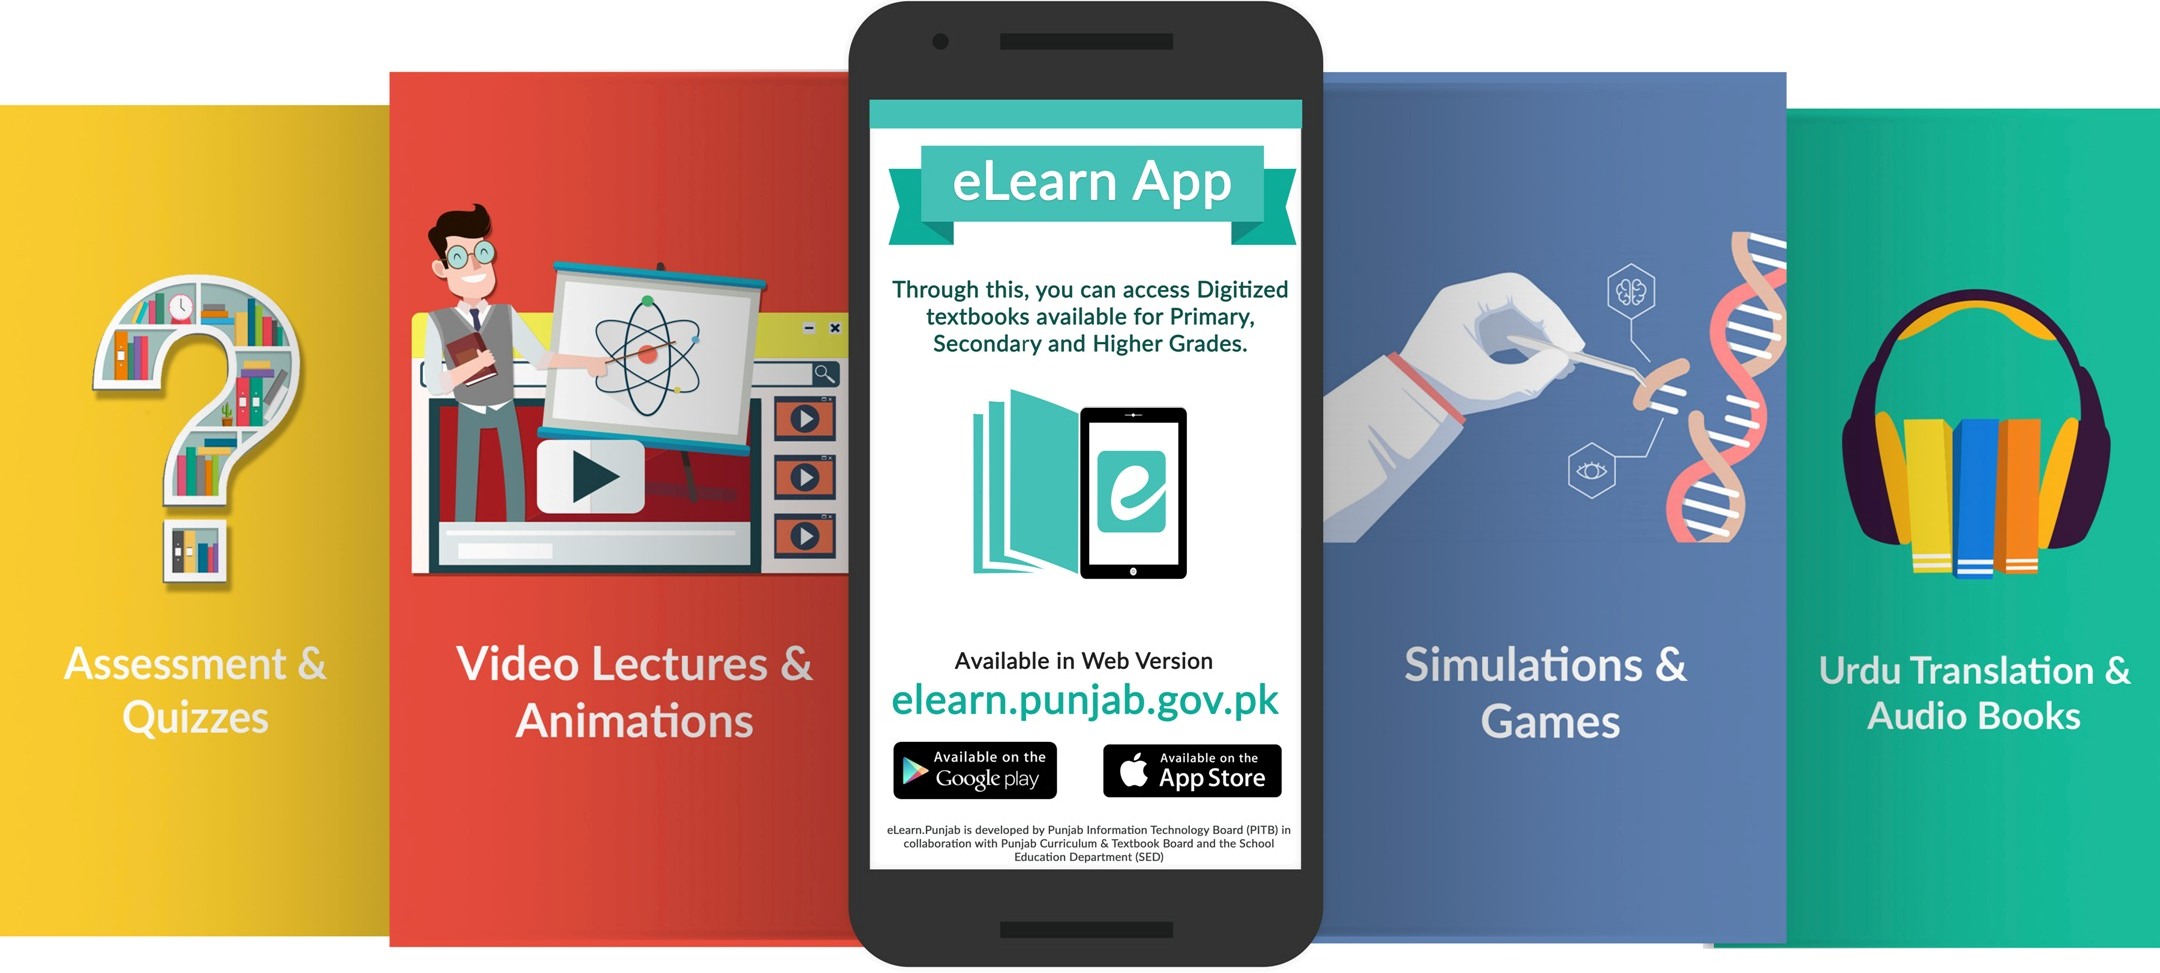 Assessment &
Quizzes
Video Lectures &
Animations
eLearn App
Through this, you can access Digitized
textbooks available for Primary,
Secondary and Higher Grades.
e
Available in Web Version
elearn.punjab.gov.pk
Available on the
Google play
Available on the
App Store
eLearn.Punjab is developed by Punjab Information Technology Board (PITB) in
collaboration with Punjab Curriculum & Textbook Board and the School
Education Department (SED)
Simulations &
Games
Urdu Translation &
Audio Books